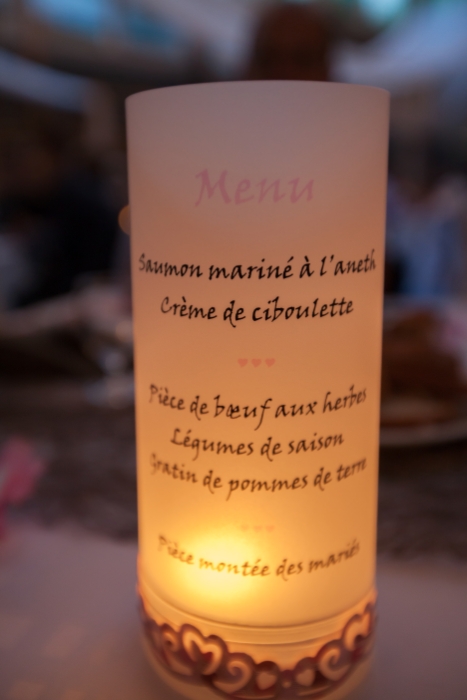 Menu
Saumon mariné à l'aneth
Crème de ciboulette
Pièce de bœuf aux herbes
Légumes de saison
Gratin de pommes de terre
Pièce montée des mariés